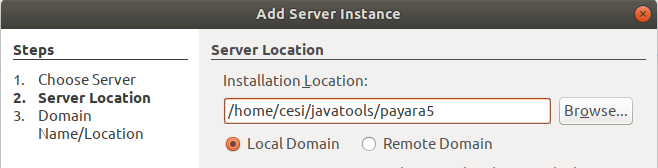 Add Server Instance
Steps
1. Choose Server
2. Server Location
3. Domain
Name/Location
Server Location
Installation Location:
/home/cesi/javatools/payara5
Browse...
Local Domain
Remote Domain